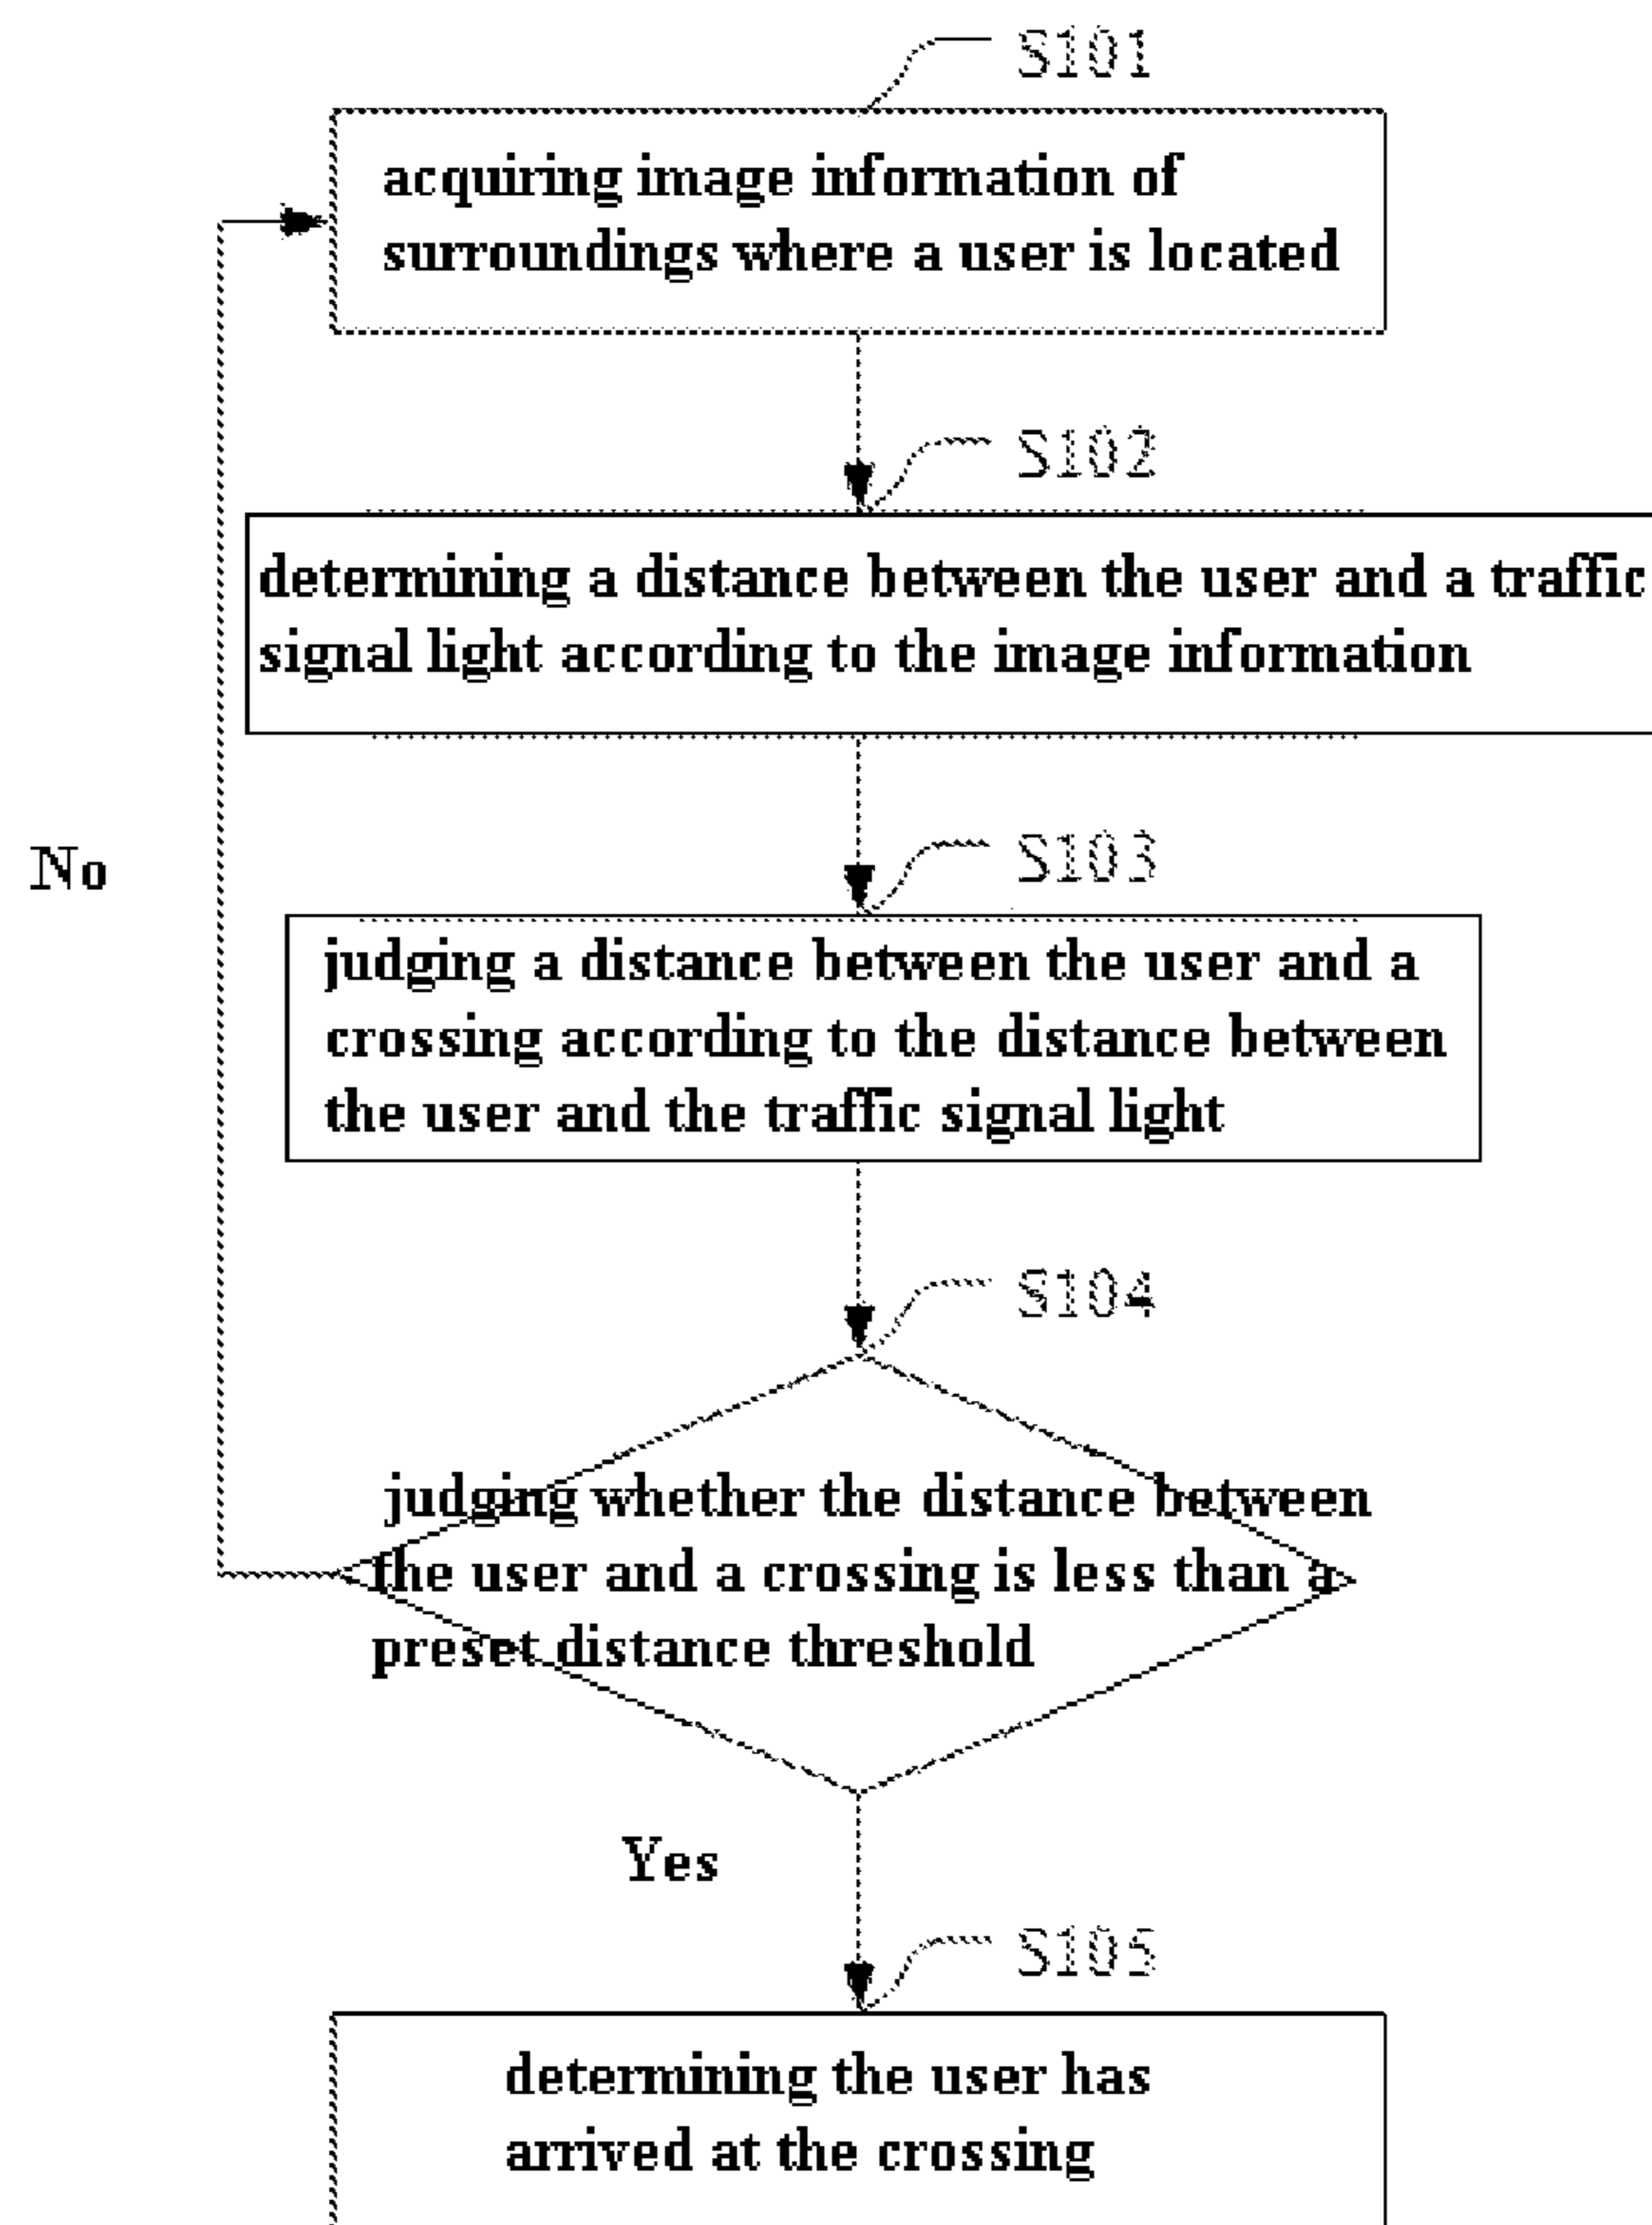 S101
acquiring image information of
surroundings where a user is located
S102
determining a distance between the user and a traffic
signal light according to the image information
No
S103
judging a distance between the user and a
crossing according to the distance between
the user and the traffic signal light
S104
judging whether the distance between
the user and a crossing is less than a
preset distance threshold
Yes
S105
determining the user has
arrived at the crossing